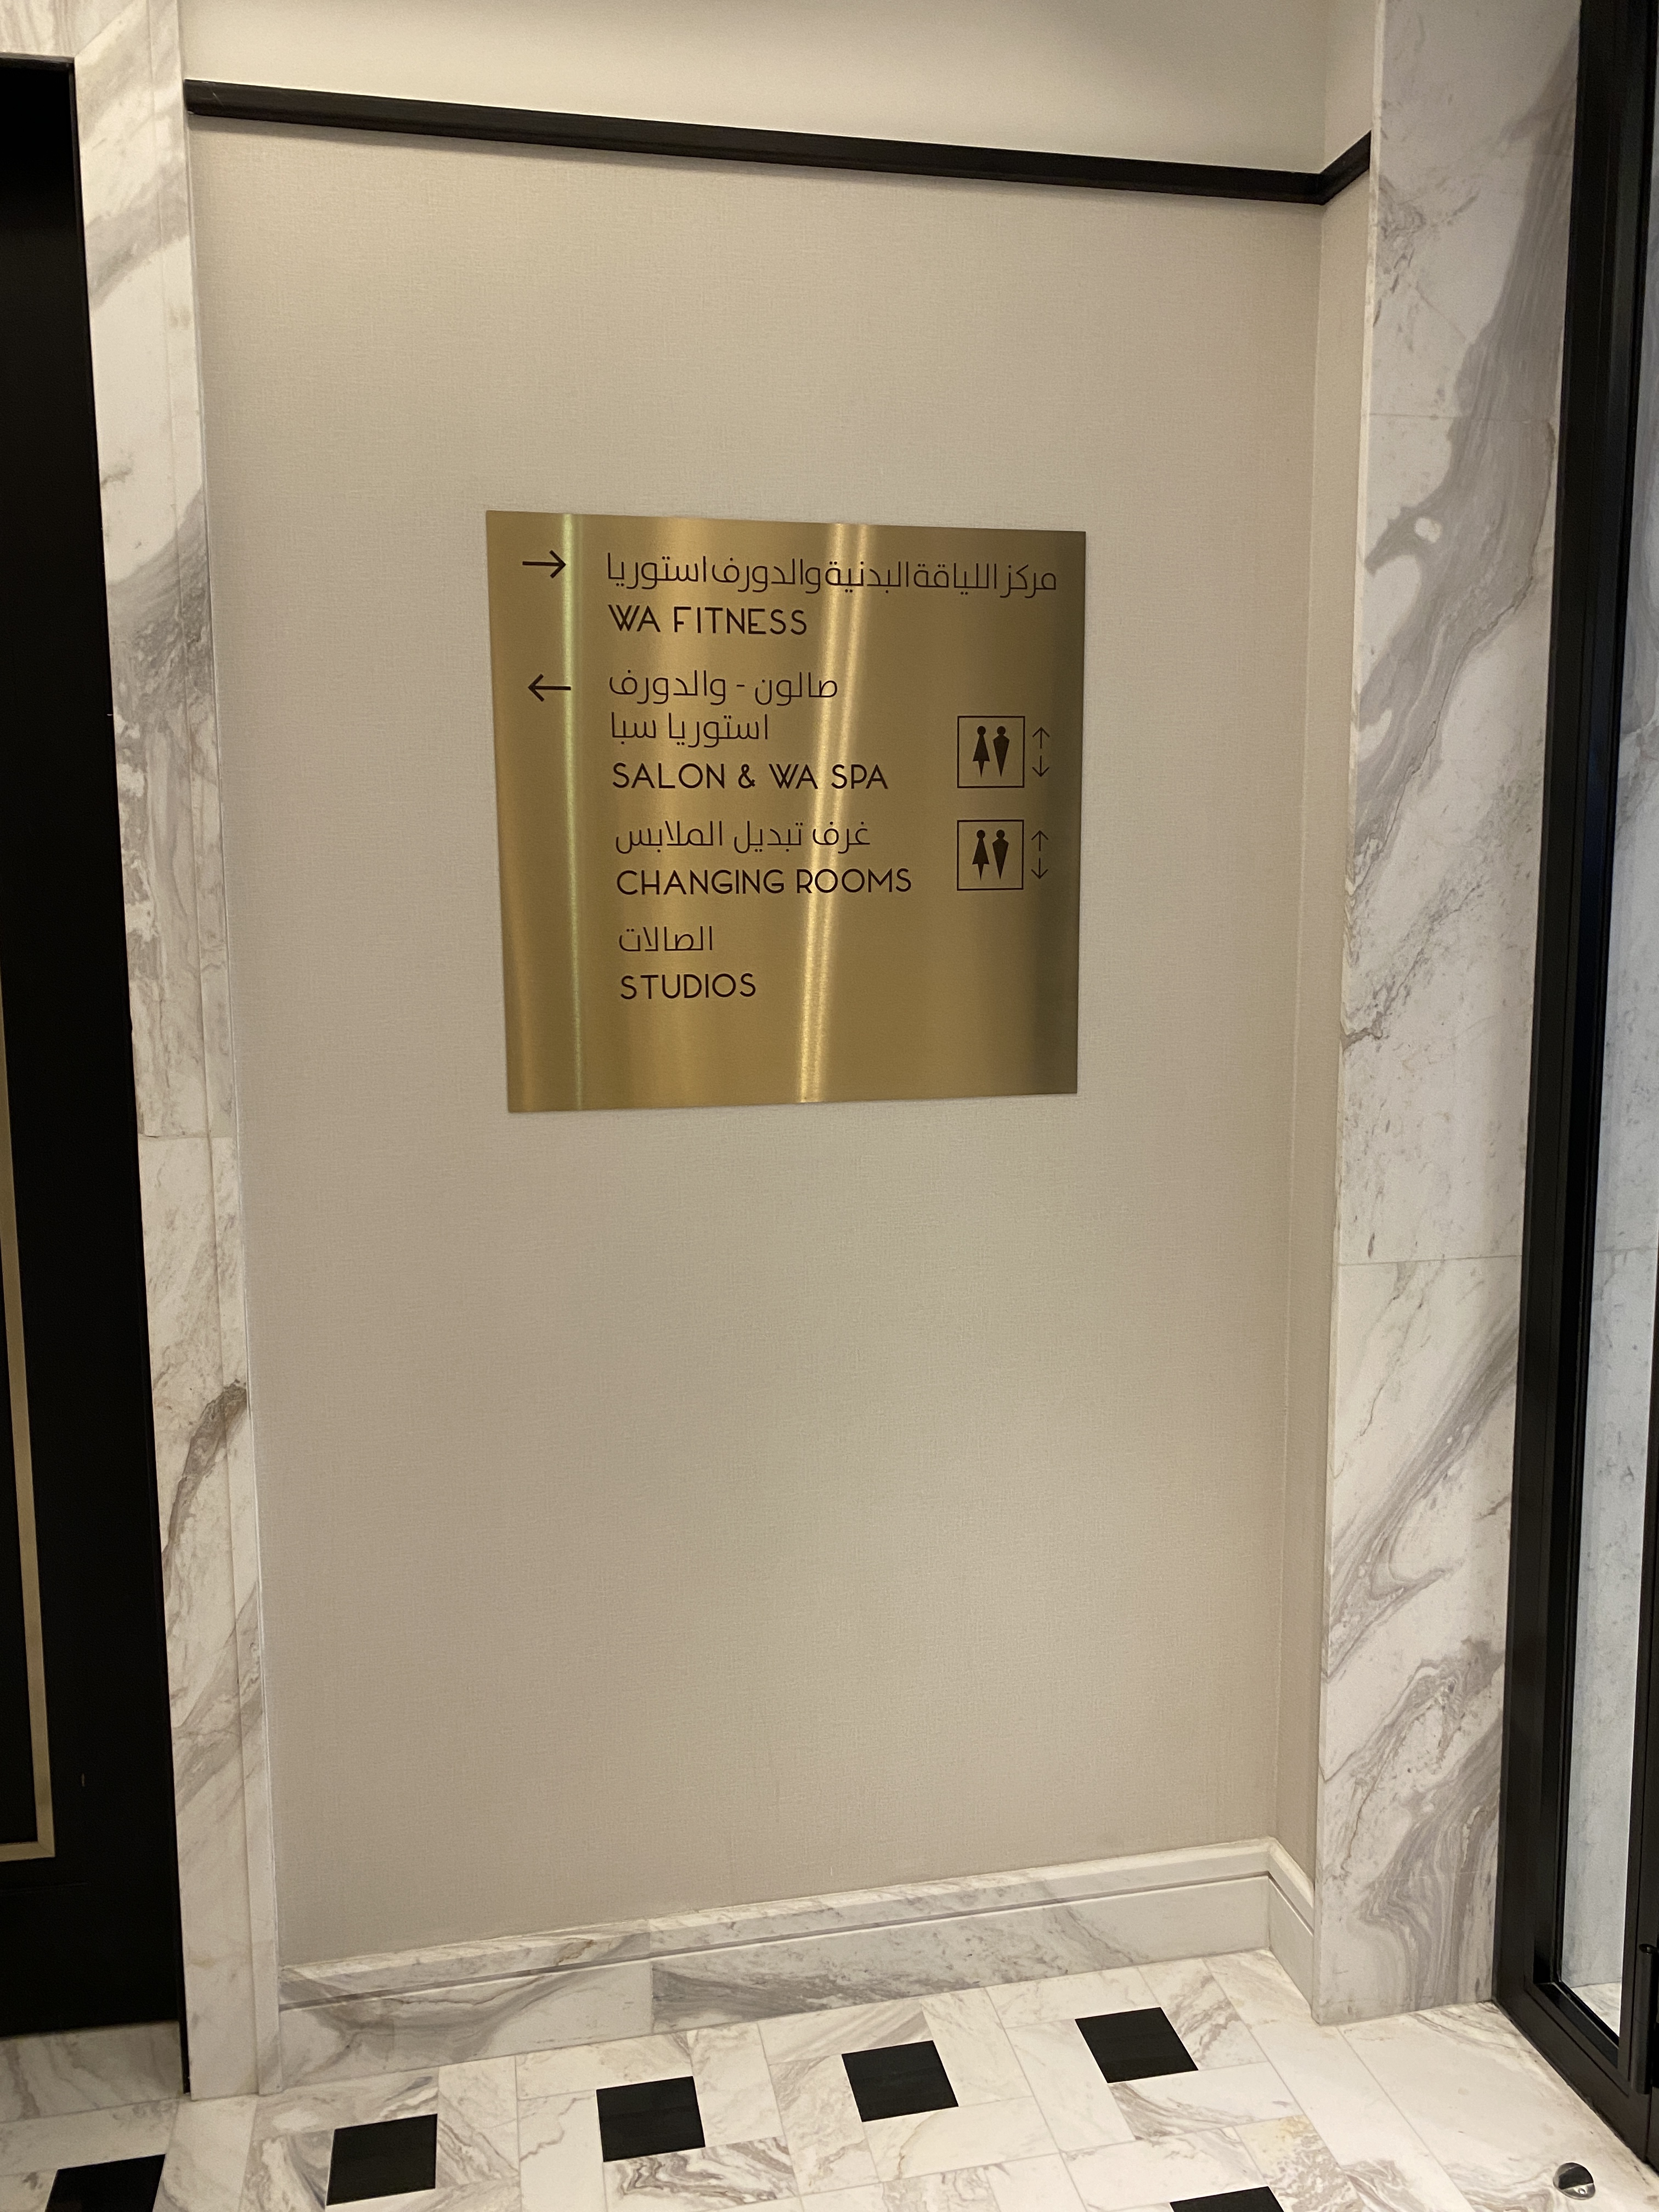 مركز اللياقة البدنية والدورف استوريا
WA FITNESS
صالون - والدورف
استوريا سبا
SALON & WA SPA
غرف تبديل الملابس
CHANGING ROOMS
الصالات
STUDIOS